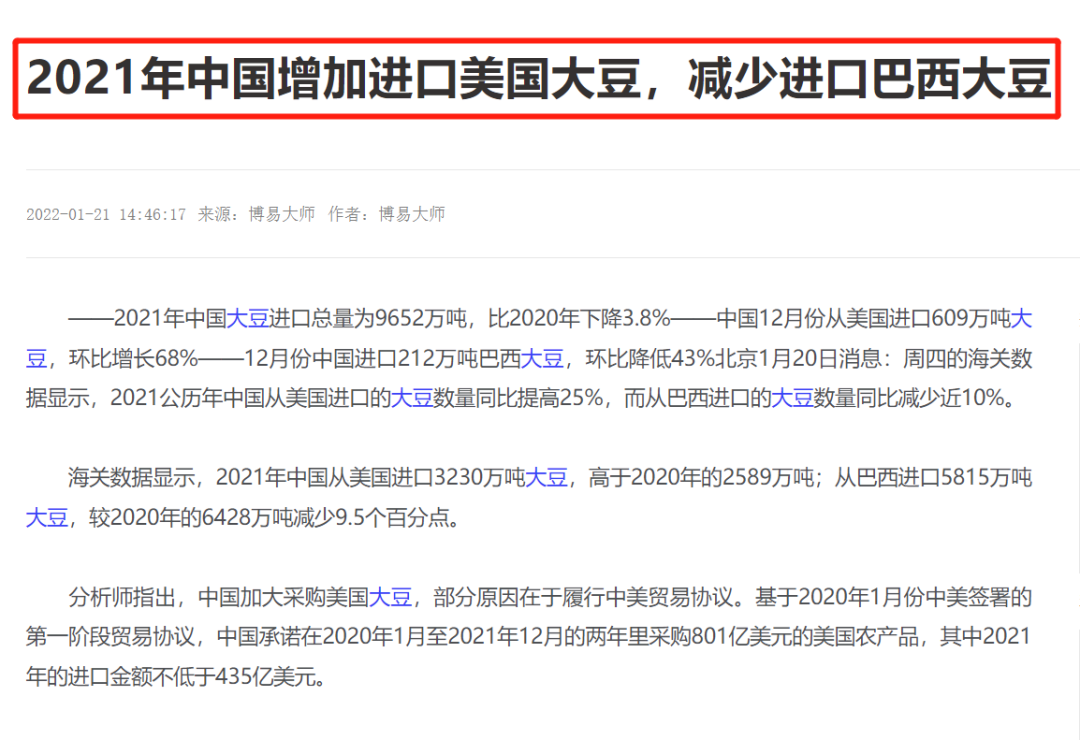 2021年中国增加进口美国大豆，减少进口巴西大豆
2022-01-21 14:46:17 来源：博易大师 作者：博易大师
——2021年中国大豆进口总量为9652万吨，比2020年下降3.8%——中国12月份从美国进口609万吨大
豆，环比增长68%——12月份中国进口212万吨巴西大豆，环比降低43%北京1月20日消息：周四的海关数
据显示，2021公历年中国从美国进口的大豆数量同比提高25%，而从巴西进口的大豆数量同比减少近10%。
海关数据显示，2021年中国从美国进口3230万吨大豆，高于2020年的2589万吨；从巴西进口5815万吨
大豆，较2020年的6428万吨减少9.5个百分点。
分析师指出，中国加大采购美国大豆，部分原因在于履行中美贸易协议。基于2020年1月份中美签署的
第一阶段贸易协议，中国承诺在2020年1月至2021年12月的两年里采购801亿美元的美国农产品，其中2021
年的进口金额不低于435亿美元。